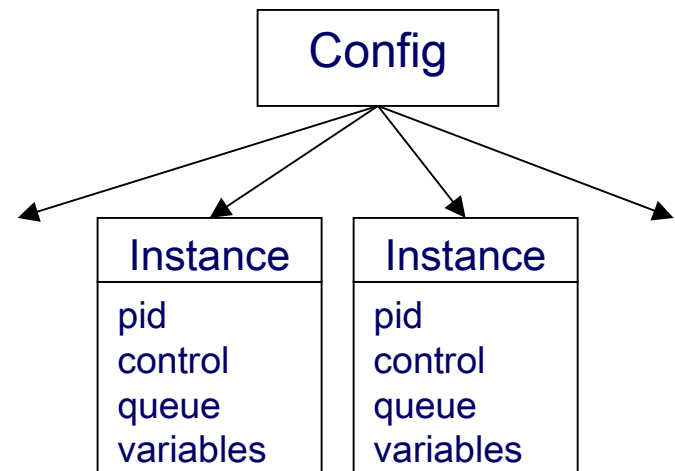 Config
Instance
pid
control
queue
variables
Instance
pid
control
queue
variables